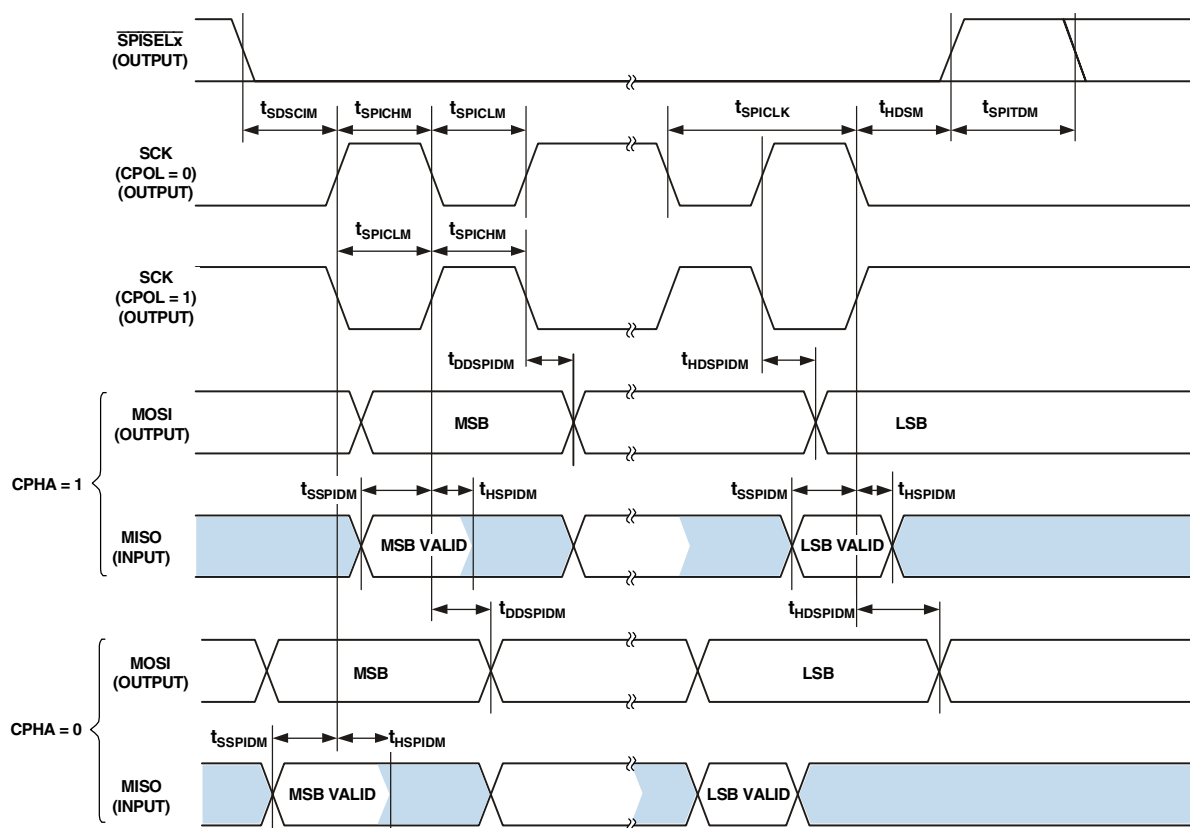 SPISELx
(OUTPUT)
tSDSCIM tSPICHM tSPICLM tSPICLK tHDSM tSPITDM
SCK
(CPOL = 0)
(OUTPUT)
tSPICLM tSPICHM
SCK
(CPOL = 1)
(OUTPUT)
tDDSPIDM tHDSPIDM
MOSI
(OUTPUT)
MSB LSB
CPHA = 1
tSSPIDM tHSPIDM tSSPIDM tHSPIDM
MISO
(INPUT)
MSB VALID LSB VALID
tDDSPIDM tHDSPIDM
MOSI
(OUTPUT)
MSB LSB
CPHA = 0
tSSPIDM tHSPIDM
MISO
(INPUT)
MSB VALID LSB VALID